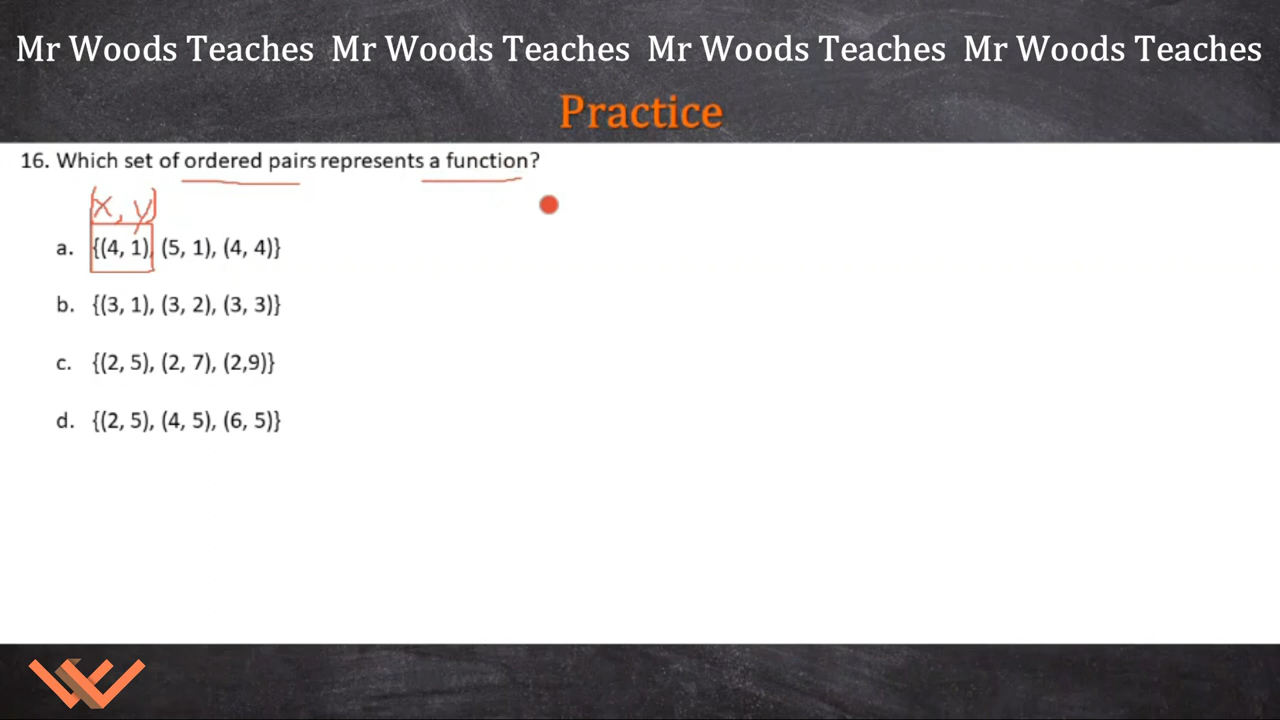 Mr Woods Teaches Mr Woods Teaches Mr Woods Teaches Mr Woods Teaches
Practice
16. Which set of ordered pairs represents a function?
(x, y)
a. {(4, 1), (5, 1), (4, 4)}
b. {(3, 1), (3, 2), (3, 3)}
c. {(2, 5), (2, 7), (2,9)}
d. {(2, 5), (4, 5), (6, 5)}